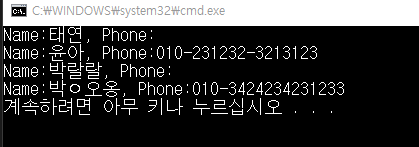 C:\WINDOWS\system32\cmd.exe
Name:태연, Phone:
Name:윤아, Phone:010-231232-3213123
Name:박랄랄, Phone:
Name:박ㅇ오옹, Phone:010-3424234231233
계속하려면 아무 키나 누르십시오 . . .